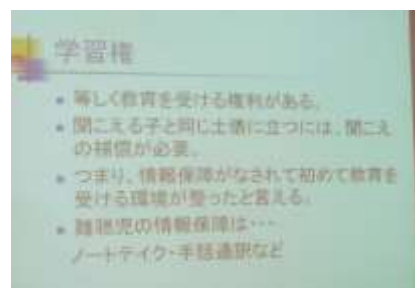 学習権
等しく教育を受ける権利がある。
聞こえる子と同じ土俵に立つには、聞こえ
の補償が必要。
つまり、情報保障がなされて初めて教育を
受ける環境が整ったと言える。
難聴児の情報保障は・・・
ノートテイク・手話通訳など